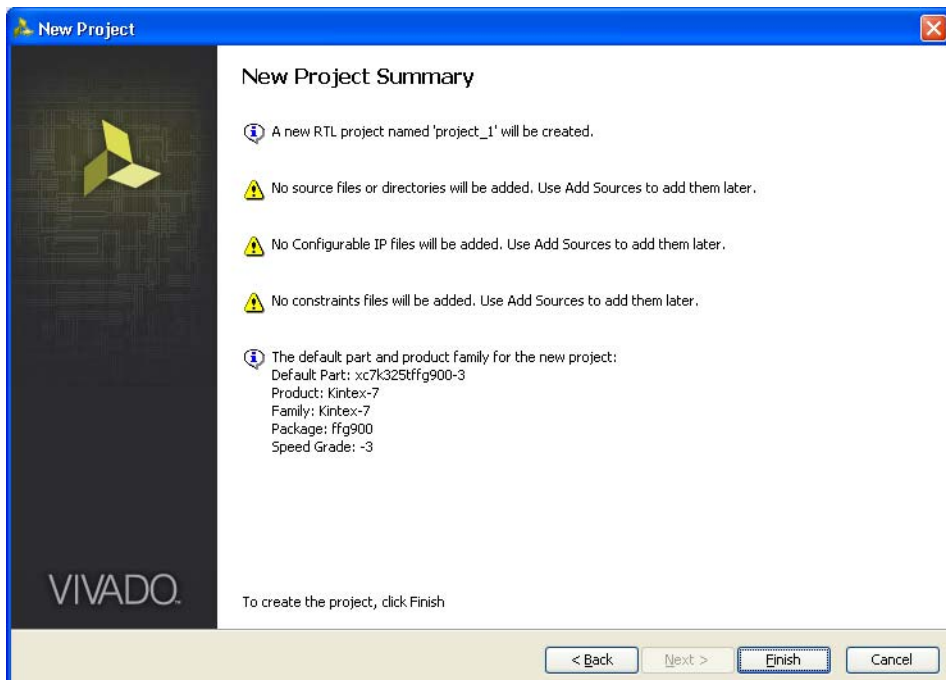 New Project
New Project Summary
A new RTL project named 'project_1' will be created.
No source files or directories will be added. Use Add Sources to add them later.
No Configurable IP files will be added. Use Add Sources to add them later.
No constraints files will be added. Use Add Sources to add them later.
The default part and product family for the new project:
Default Part: xc7k325tffg900-3
Product: Kintex-7
Family: Kintex-7
Package: ffg900
Speed Grade: -3
VIVADO™
To create the project, click Finish
< Back
Next >
Finish
Cancel